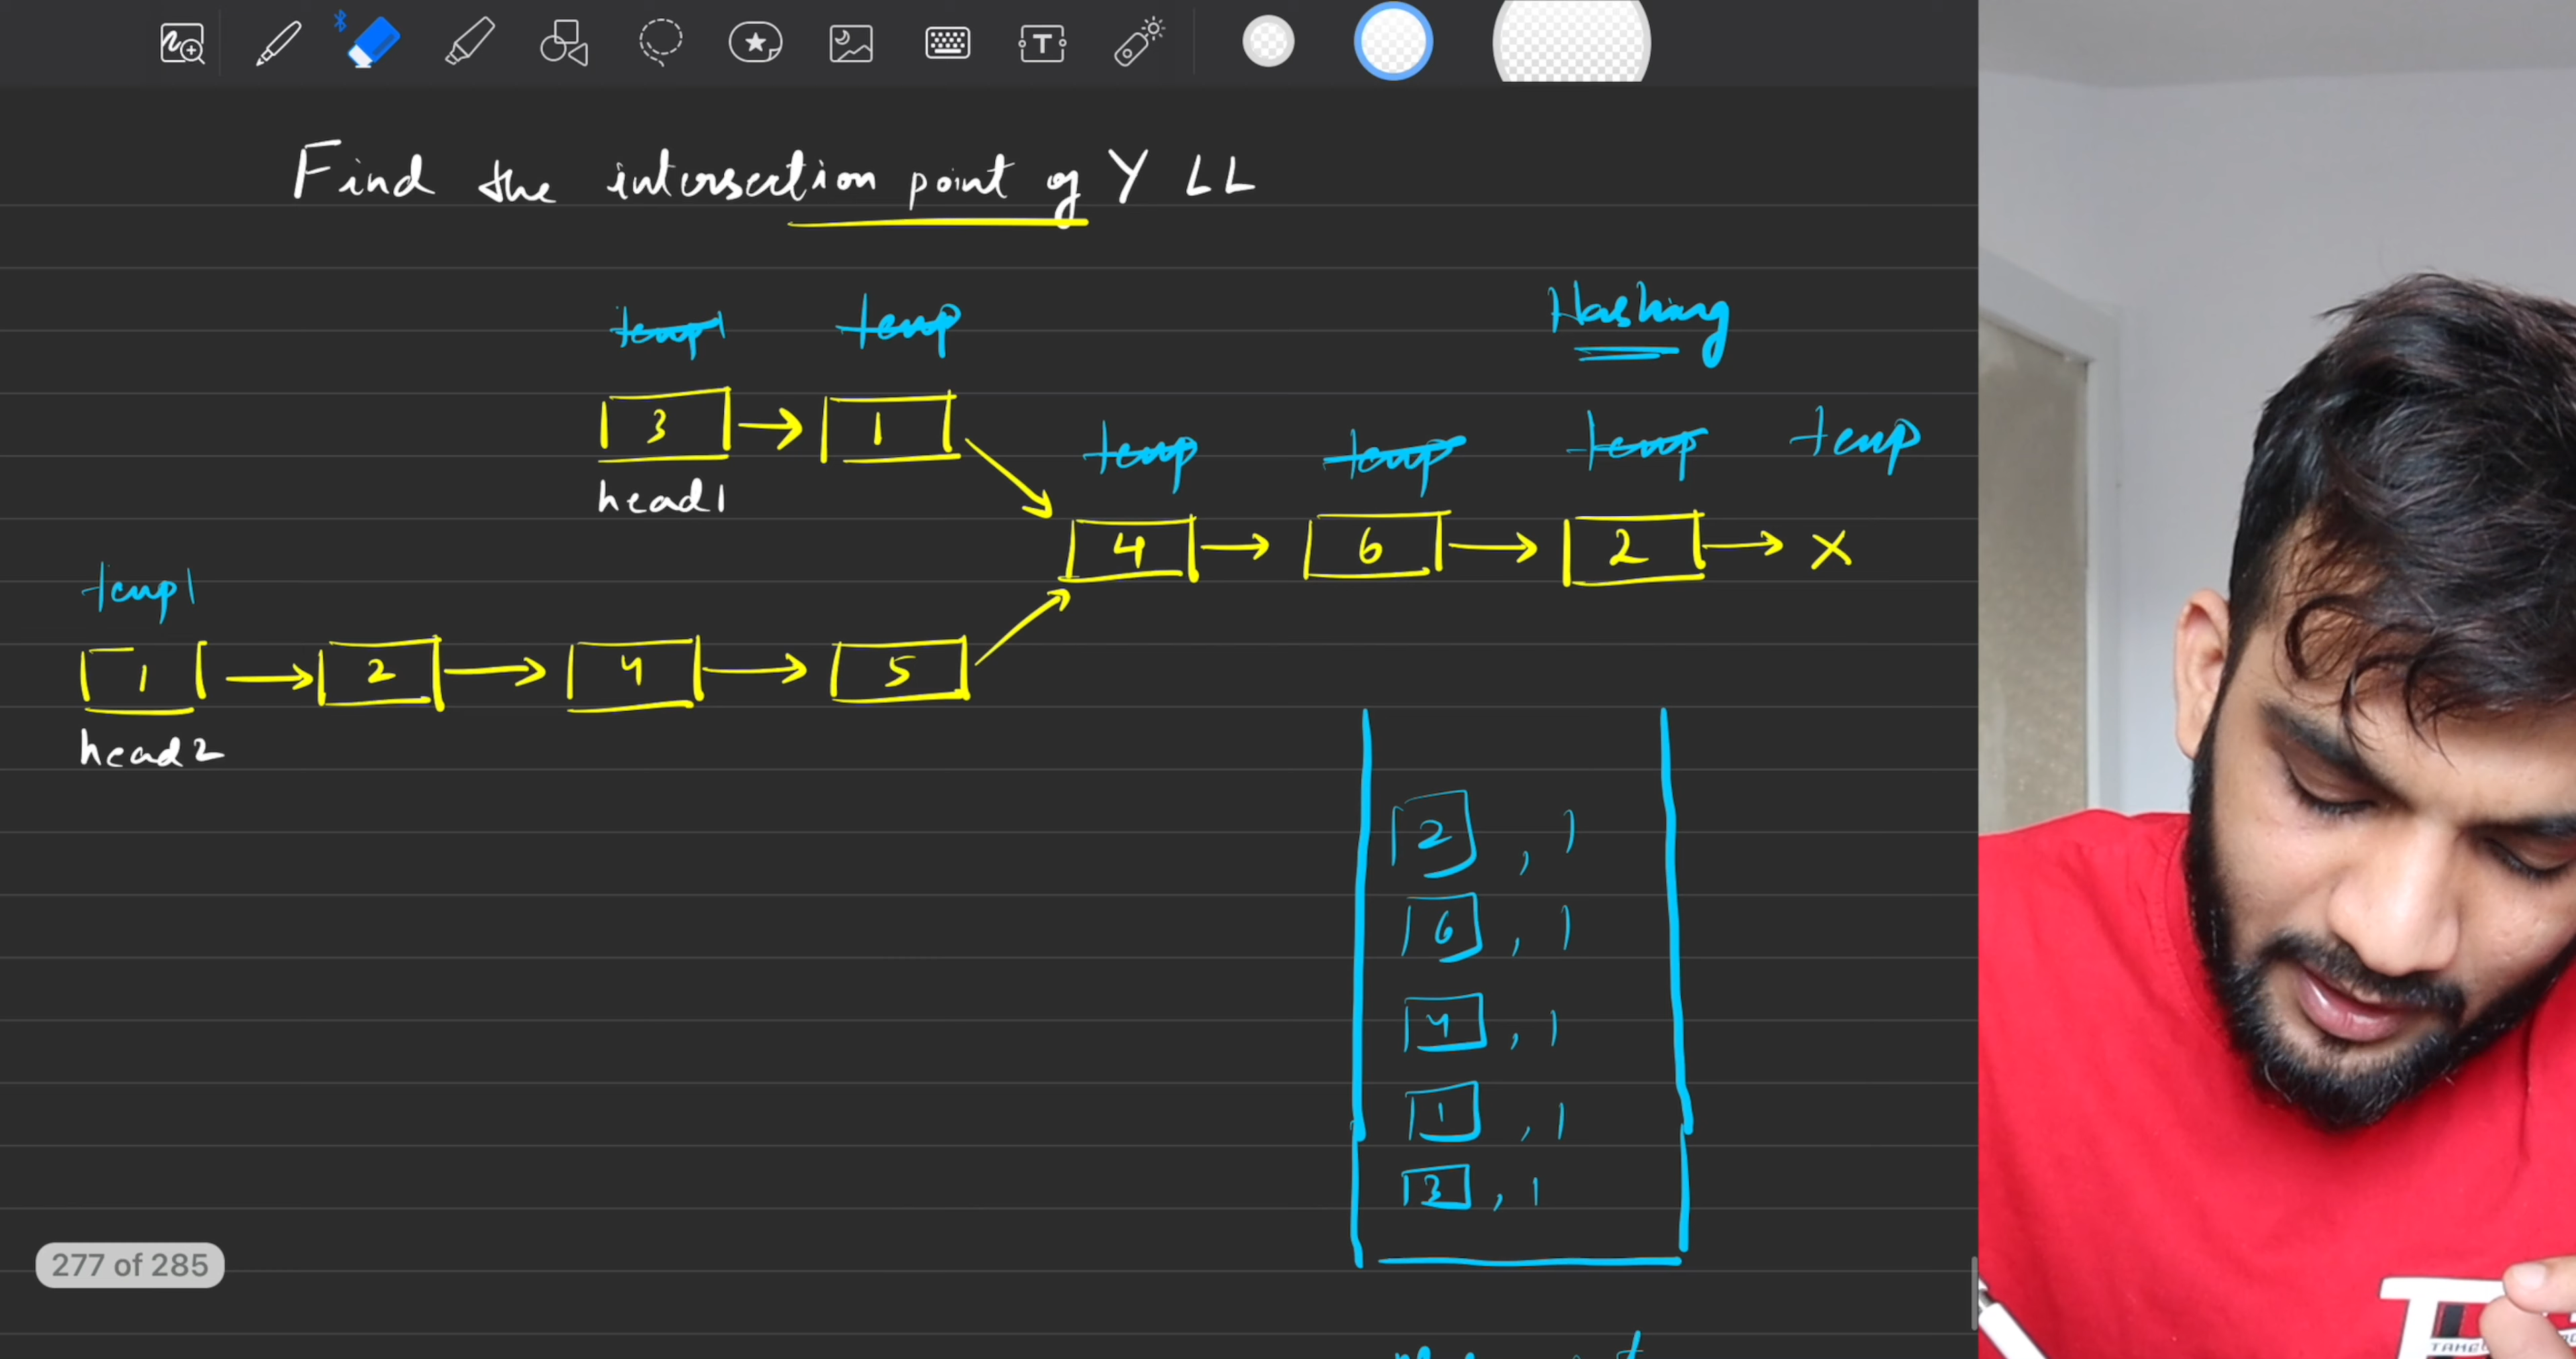 T
Find the intersection point of Y LL
temp1 temp Hashing
3 1
temp temp temp temp
head1
4 6 2 X
temp1
1 2 4 5
head2
2 , 1
6 , 1
4 , 1
1 , 1
3 , 1
277 of 285